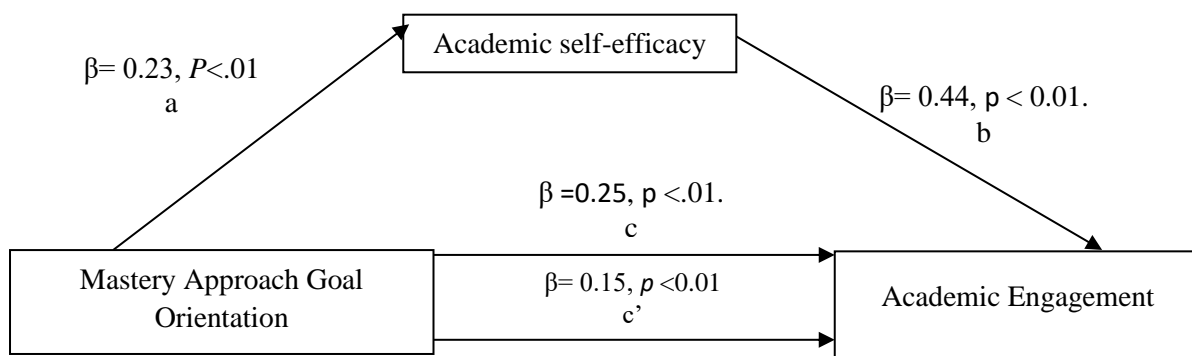 Academic self-efficacy
β= 0.23, P<.01
a
β= 0.44, p < 0.01.
b
β =0.25, p <.01.
c
Mastery Approach Goal
Orientation
β= 0.15, p <0.01
c’
Academic Engagement